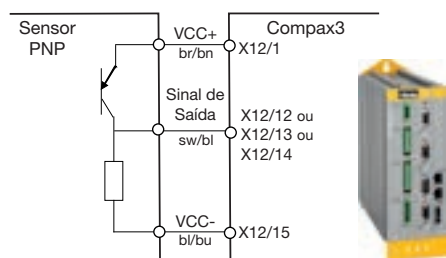 Sensor
PNP
Compax3
VCC+
br/bn
X12/1
Sinal de
Saída
sw/bl
X12/12 ou
X12/13 ou
X12/14
VCC-
bl/bu
X12/15